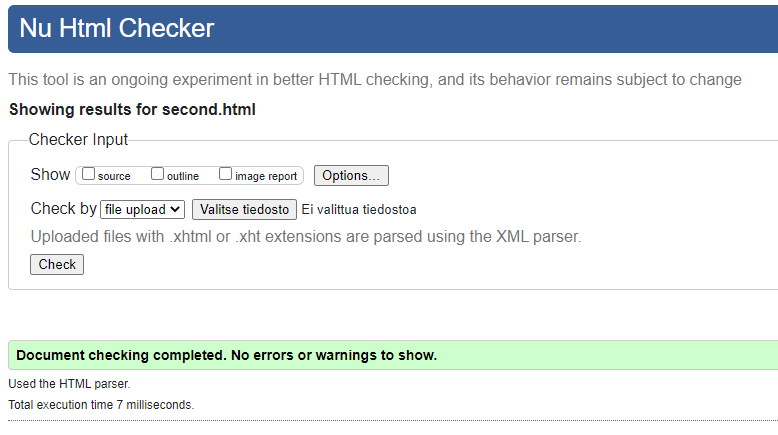 Nu Html Checker
This tool is an ongoing experiment in better HTML checking, and its behavior remains subject to change
Showing results for second.html
Checker Input
Show source outline image report Options...
Check by file upload Valitse tiedosto Ei valittua tiedostoa
Uploaded files with .xhtml or .xht extensions are parsed using the XML parser.
Check
Document checking completed. No errors or warnings to show.
Used the HTML parser.
Total execution time 7 milliseconds.